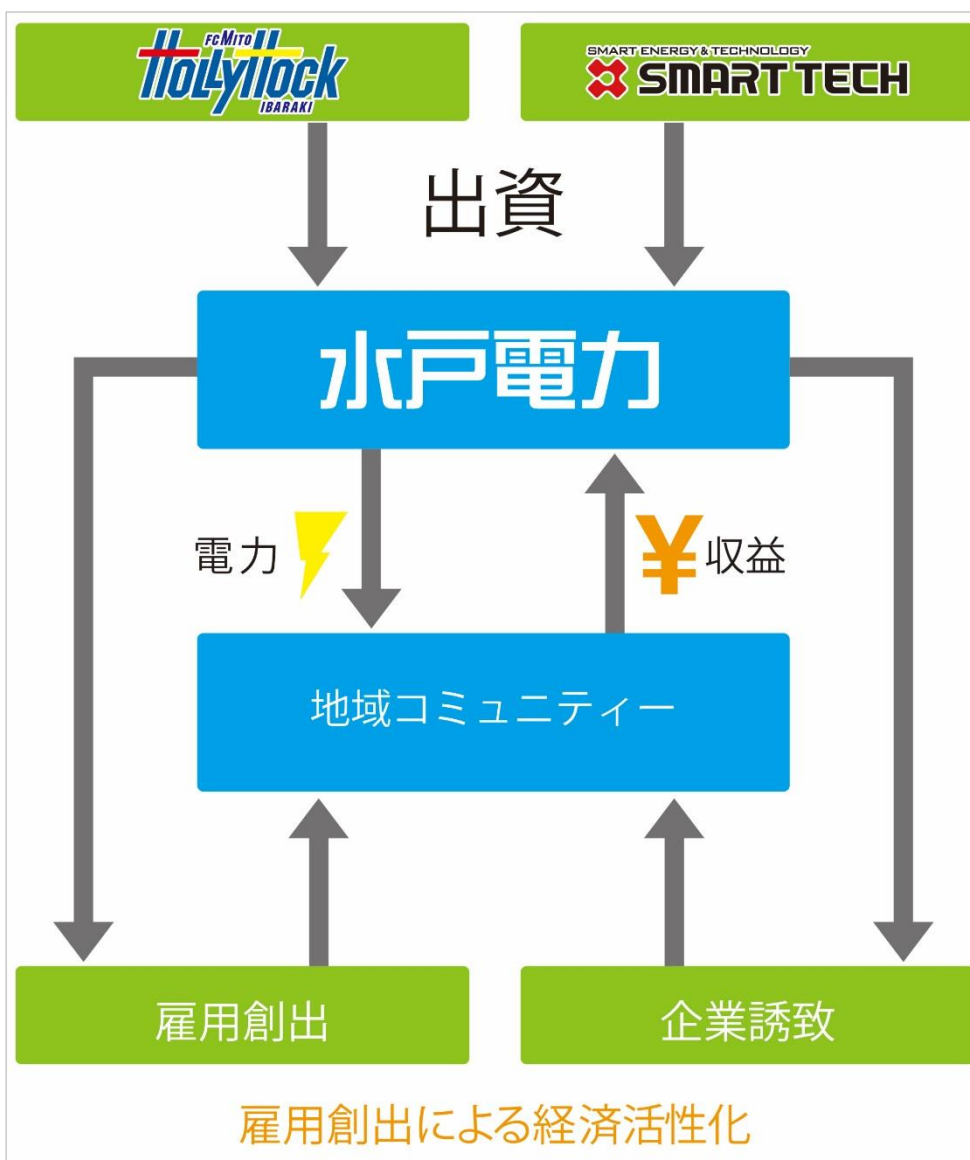 FC MITO
HOLLYHOCK
IBARAKI
SMART ENERGY & TECHNOLOGY
SMART TECH
出資
水戸電力
電力
¥収益
地域コミュニティー
雇用創出
企業誘致
雇用創出による経済活性化